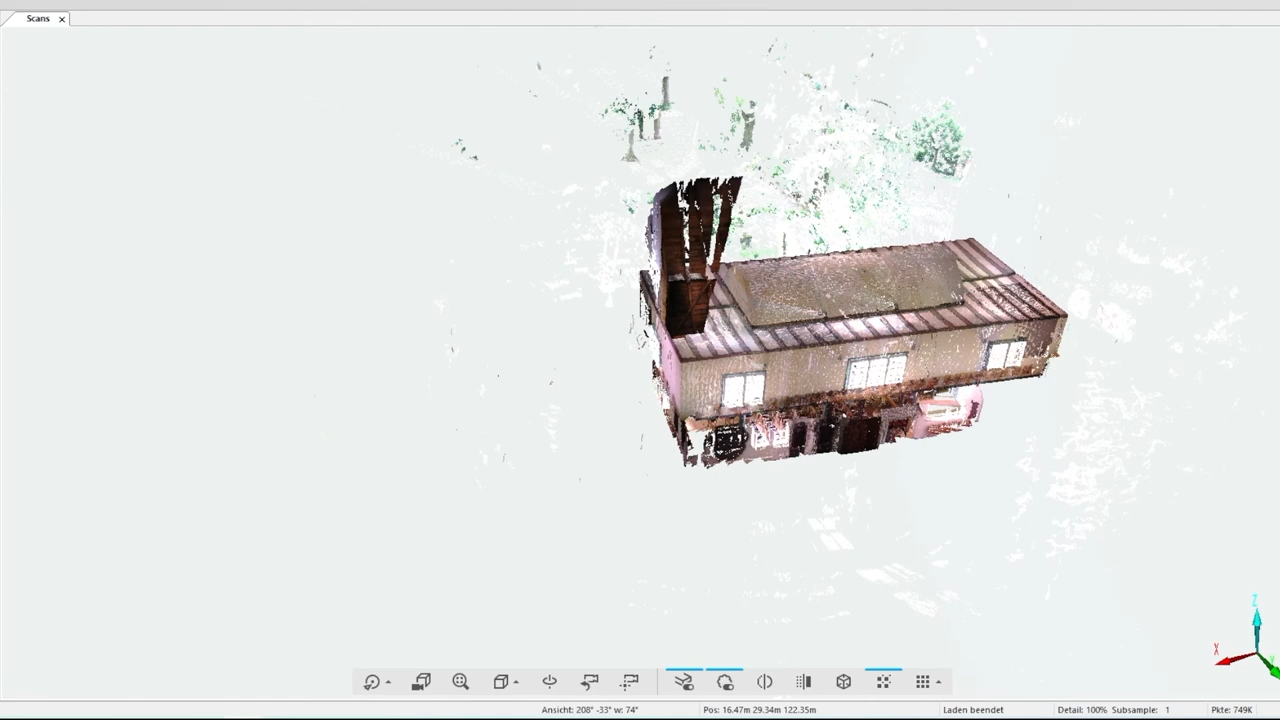 Scans
Z
X
Ansicht: 208° -33° w: 74° Pos: 16.47m 29.34m 122.35m Laden beendet Detail: 100% Subsample: 1 Pkte: 749K